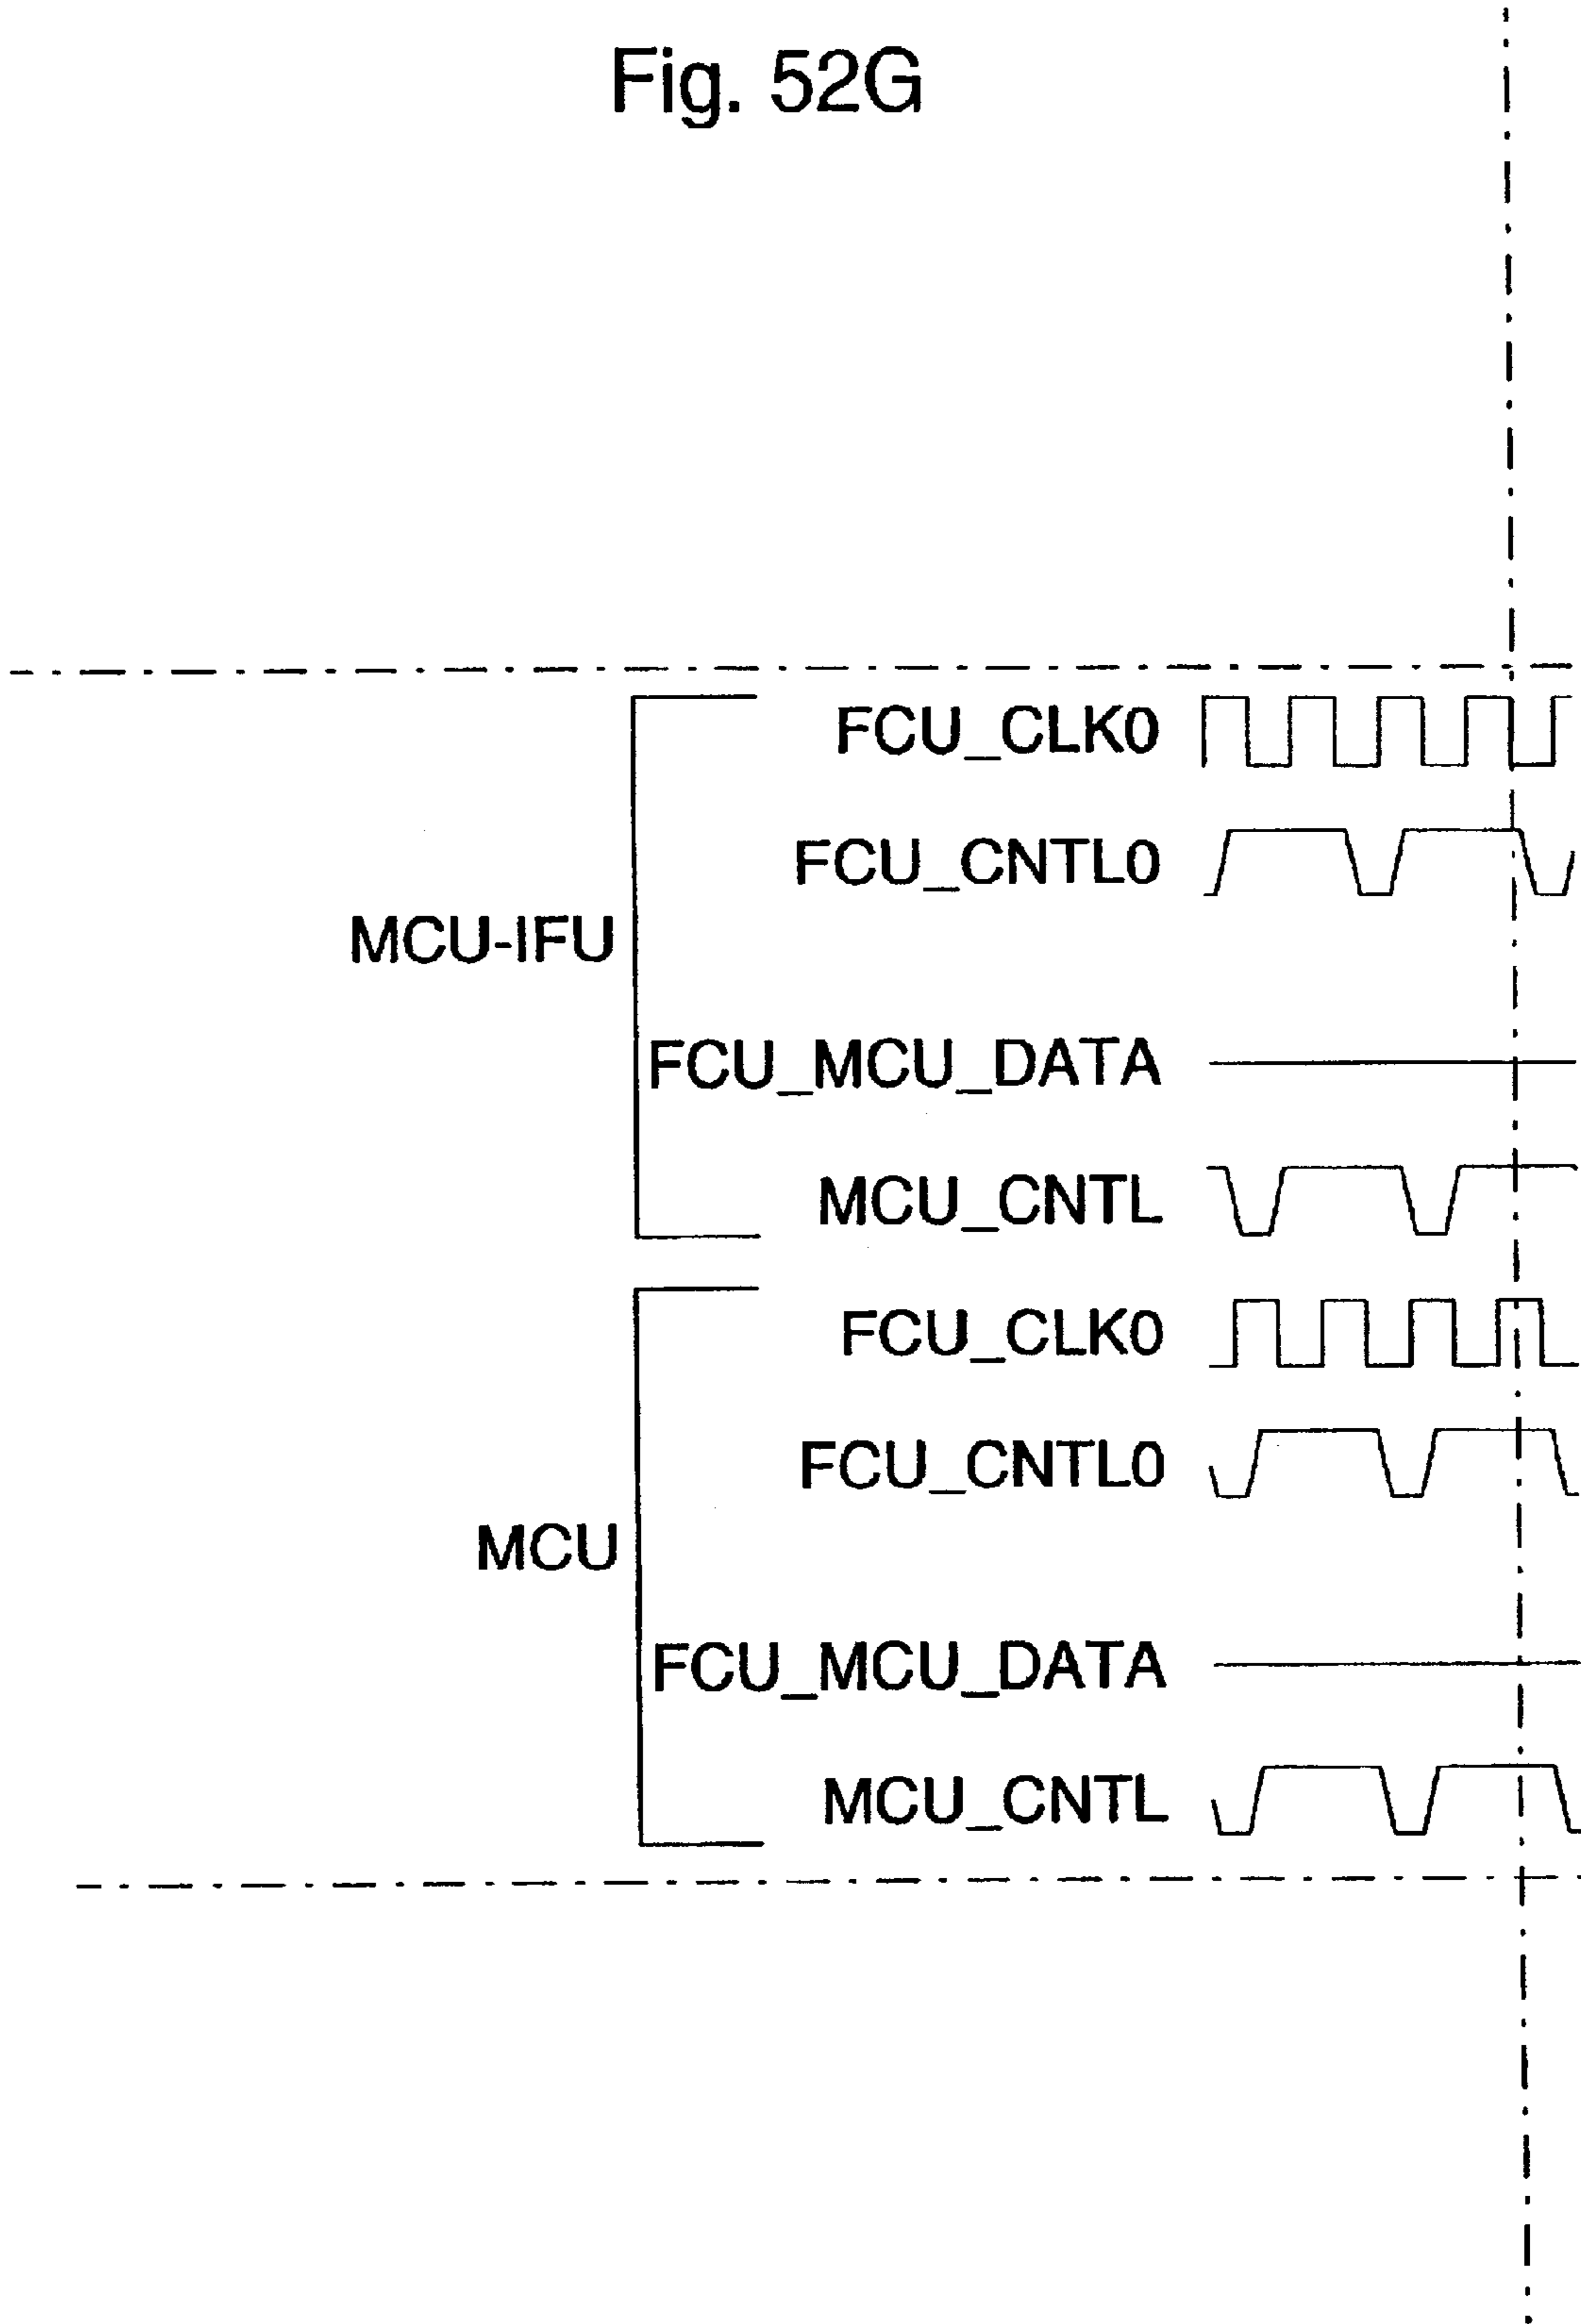 Fig. 52G
FCU_CLK0
FCU_CNTL0
MCU-IFU
FCU_MCU_DATA
MCU_CNTL
FCU_CLK0
FCU_CNTL0
MCU
FCU_MCU_DATA
MCU_CNTL